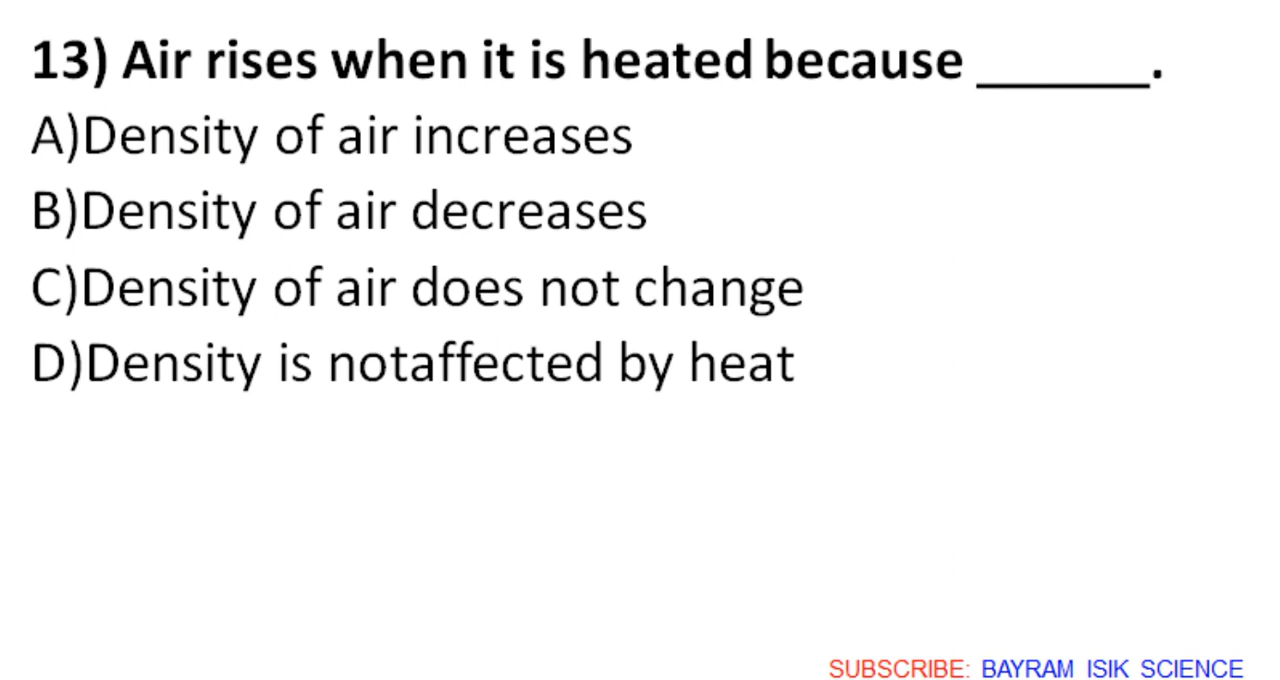 13) Air rises when it is heated because ______.
A)Density of air increases
B)Density of air decreases
C)Density of air does not change
D)Density is notaffected by heat
SUBSCRIBE: BAYRAM ISIK SCIENCE